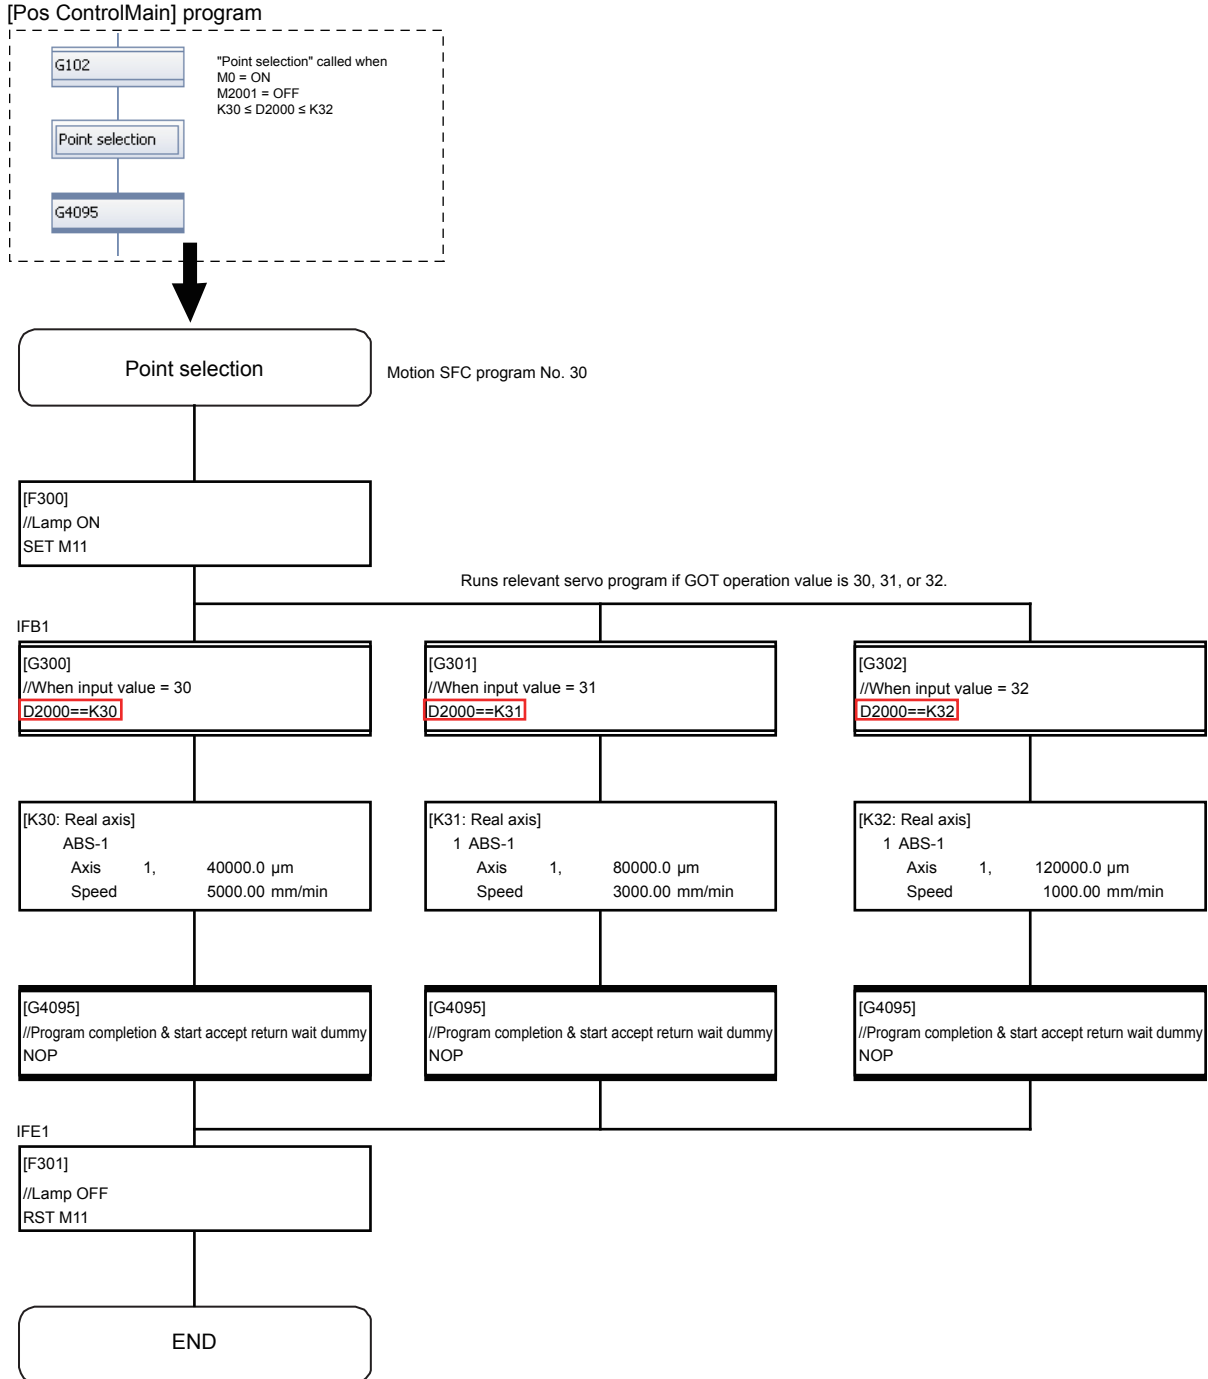 [Pos ControlMain] program
G102
"Point selection" called when
M0 = ON
M2001 = OFF
K30 ≤ D2000 ≤ K32
Point selection
G4095
Point selection
Motion SFC program No. 30
[F300]
//Lamp ON
SET M11
Runs relevant servo program if GOT operation value is 30, 31, or 32.
IFB1
[G300]
//When input value = 30
D2000==K30
[G301]
//When input value = 31
D2000==K31
[G302]
//When input value = 32
D2000==K32
[K30: Real axis]
ABS-1
Axis 1, 40000.0 µm
Speed 5000.00 mm/min
[K31: Real axis]
1 ABS-1
Axis 1, 80000.0 µm
Speed 3000.00 mm/min
[K32: Real axis]
1 ABS-1
Axis 1, 120000.0 µm
Speed 1000.00 mm/min
[G4095]
//Program completion & start accept return wait dummy
NOP
[G4095]
//Program completion & start accept return wait dummy
NOP
[G4095]
//Program completion & start accept return wait dummy
NOP
IFE1
[F301]
//Lamp OFF
RST M11
END